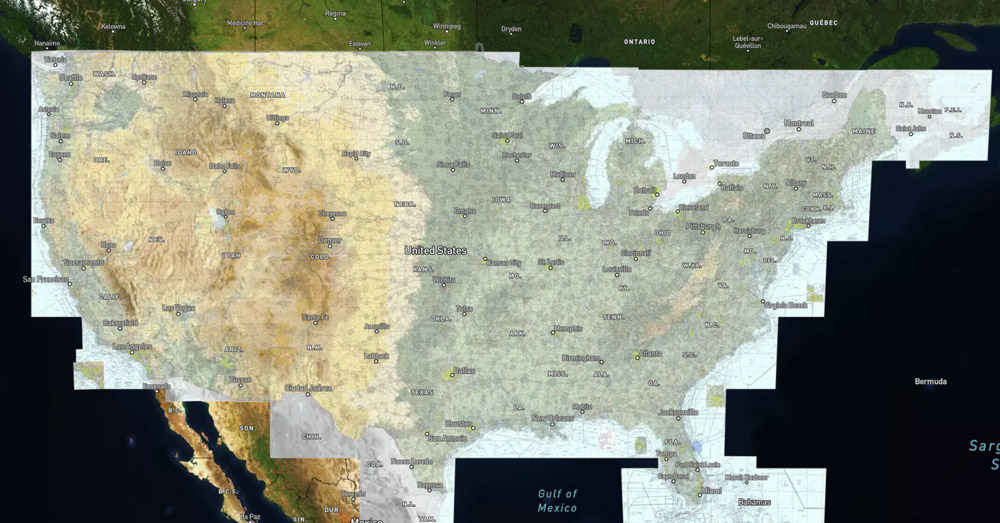 QUÉBEC
Regina
Medicine Hat
Kelowna
Winnipeg
Chibougamau
Dryden
ONTARIO
Lebel-sur-
Quévillon
Nanaimo
Estevan
Winkler
Victoria
Seattle
WASH.
Spokane
Missoula
Helena
MONTANA
N.D.
Fargo
MINN.
Duluth
Quebec
N.B.
Moncton
P.E.I.
Astoria
Billings
Ottawa
Montreal
MAINE
Saint John
N.S.
Salem
Eugene
ORE.
Boise
IDAHO
Idaho Falls
WYO.
Rapid City
S.D.
Saint Paul
Rochester
WIS.
MICH.
Sioux Falls
Madison
London
Toronto
Buffalo
VT.
N.H.
N.Y.
Albany
MASS.
CONN.
R.I.
Eureka
Ogden
Cheyenne
NEBR.
Omaha
IOWA
Davenport
Detroit
Toledo
Cleveland
PA.
Pittsburgh
Harrisburg
N.J.
Reno
NEV.
UTAH
Denver
COLO.
United States
KANS.
Kansas City
MO.
St Louis
ILL.
IND.
OHIO
Cincinnati
W.VA.
MD.
DEL.
Sacramento
San Francisco
CALIF.
Wichita
Louisville
KY.
VA.
Virginia Beach
Las Vegas
Bakersfield
Santa Fe
Amarillo
OKLA.
Tulsa
ARK.
Memphis
TENN.
N.C.
Los Angeles
ARIZ.
N.M.
Lubbock
Dallas
Birmingham
MISS.
ALA.
Atlanta
GA.
S.C.
Ensenada
Tucson
Ciudad Juárez
TEXAS
LA.
Mobile
New Orleans
Jacksonville
Bermuda
B.C.
SON.
CHIH.
Houston
San Antonio
FLA.
Tampa
Port Saint Lucie
Cape Coral
Miami
Marsh Harbour
Bahamas
COA.
Nuevo Laredo
Reynosa
B.C.S.
La Paz
SIN.
DUR.
N.L.
TAM.
Mexico
Gulf of
Mexico